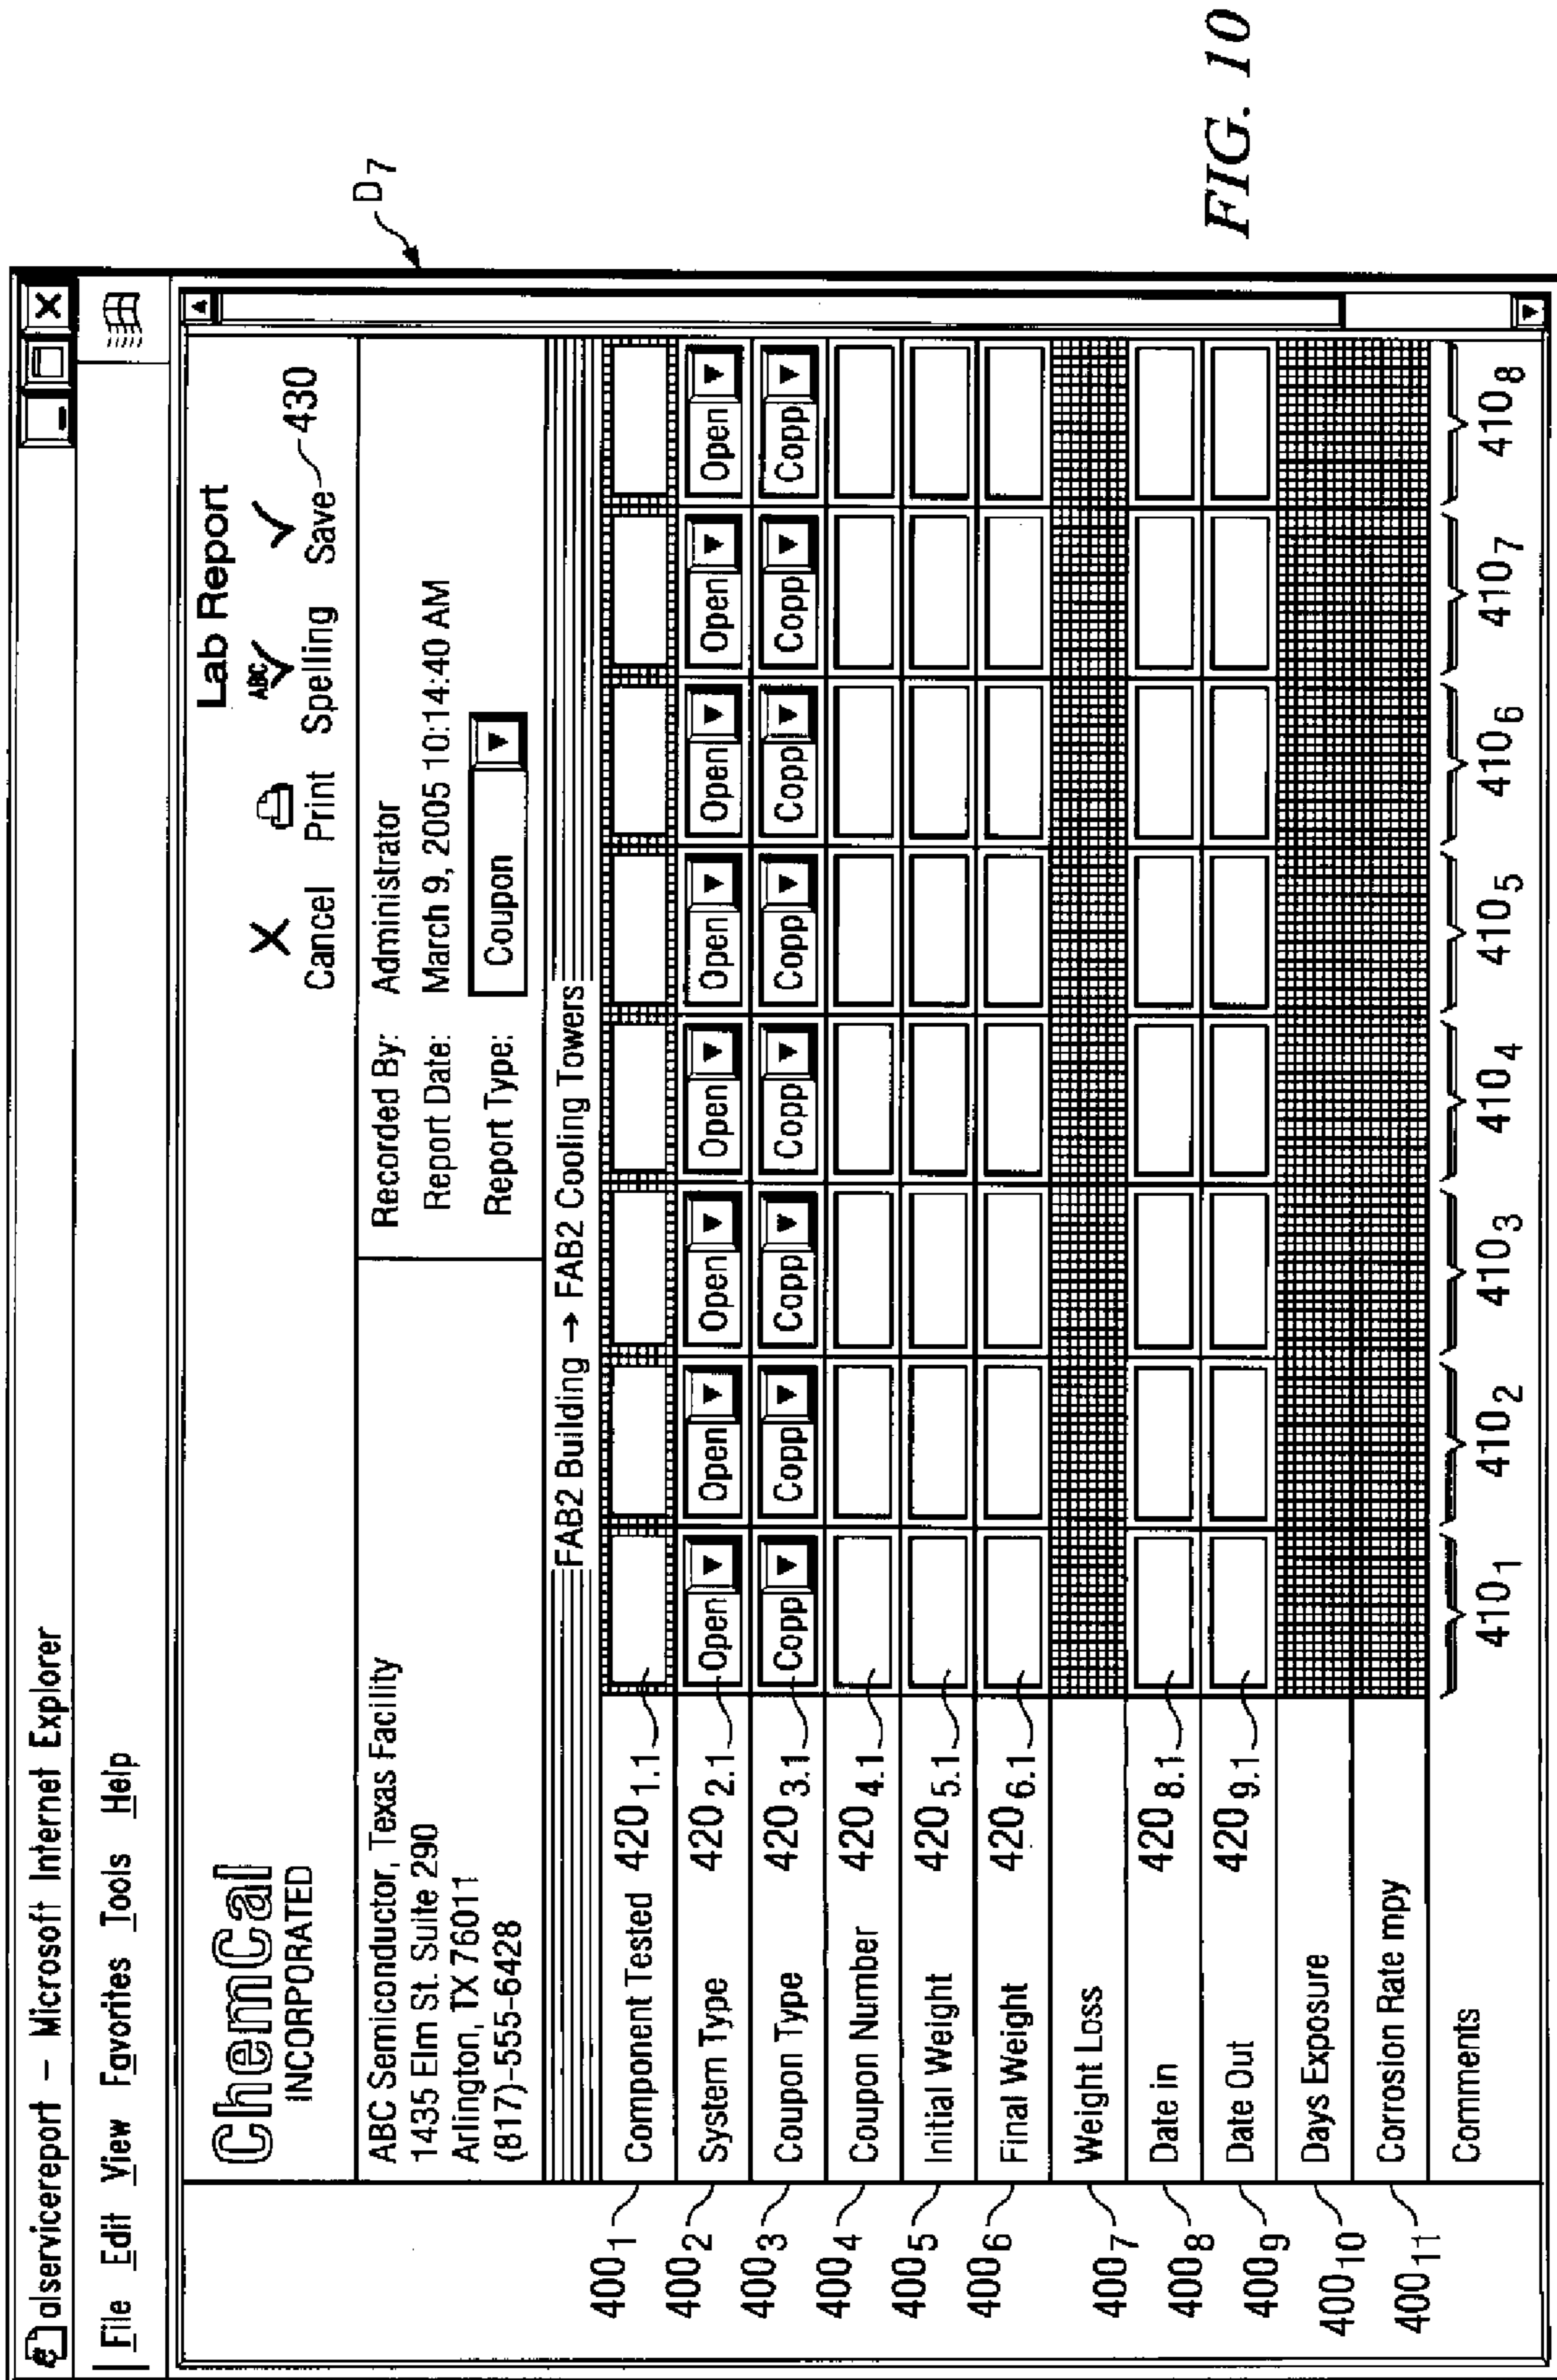 alservicereport – Microsoft Internet Explorer
File Edit View Favorites Tools Help
ChemCal
INCORPORATED
Lab Report
ABC
Cancel Print Spelling Save 430
ABC Semiconductor, Texas Facility
1435 Elm St. Suite 290
Arlington, TX 76011
(817)-555-6428
Recorded By: Administrator
Report Date: March 9, 2005 10:14:40 AM
Report Type: Coupon
FAB2 Building → FAB2 Cooling Towers
400₁ Component Tested 420₁.₁
400₂ System Type 420₂.₁ Open Open Open Open Open Open Open Open
400₃ Coupon Type 420₃.₁ Copp Copp Copp Copp Copp Copp Copp Copp
400₄ Coupon Number 420₄.₁
400₅ Initial Weight 420₅.₁
400₆ Final Weight 420₆.₁
400₇ Weight Loss
400₈ Date in 420₈.₁
400₉ Date Out 420₉.₁
400₁₀ Days Exposure
400₁₁ Corrosion Rate mpy
Comments
410₁ 410₂ 410₃ 410₄ 410₅ 410₆ 410₇ 410₈
D₇
FIG. 10